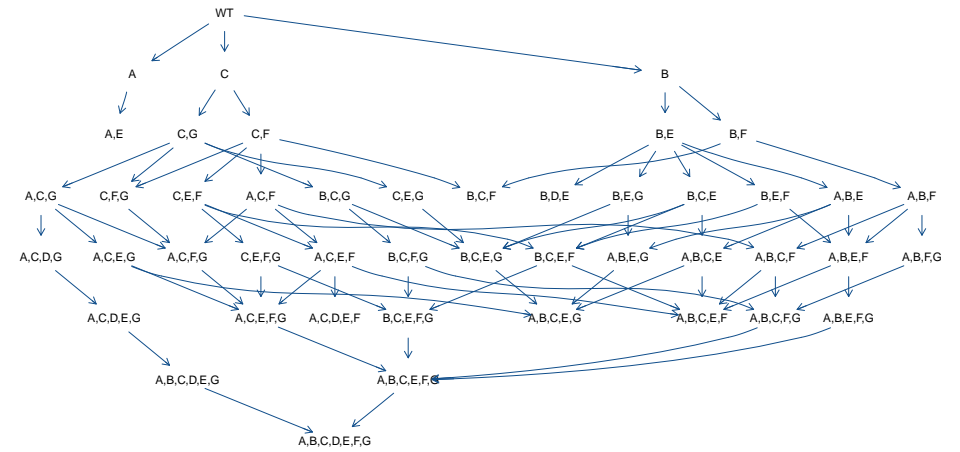 WT
A C B
A,E C,G C,F B,E B,F
A,C,G C,F,G C,E,F A,C,F B,C,G C,E,G B,C,F B,D,E B,E,G B,C,E B,E,F A,B,E A,B,F
A,C,D,G A,C,E,G A,C,F,G C,E,F,G A,C,E,F B,C,F,G B,C,E,G B,C,E,F A,B,E,G A,B,C,E A,B,C,F A,B,E,F A,B,F,G
A,C,D,E,G A,C,E,F,G A,C,D,E,F B,C,E,F,G A,B,C,E,G A,B,C,E,F A,B,C,F,G A,B,E,F,G
A,B,C,D,E,G A,B,C,E,F,G
A,B,C,D,E,F,G